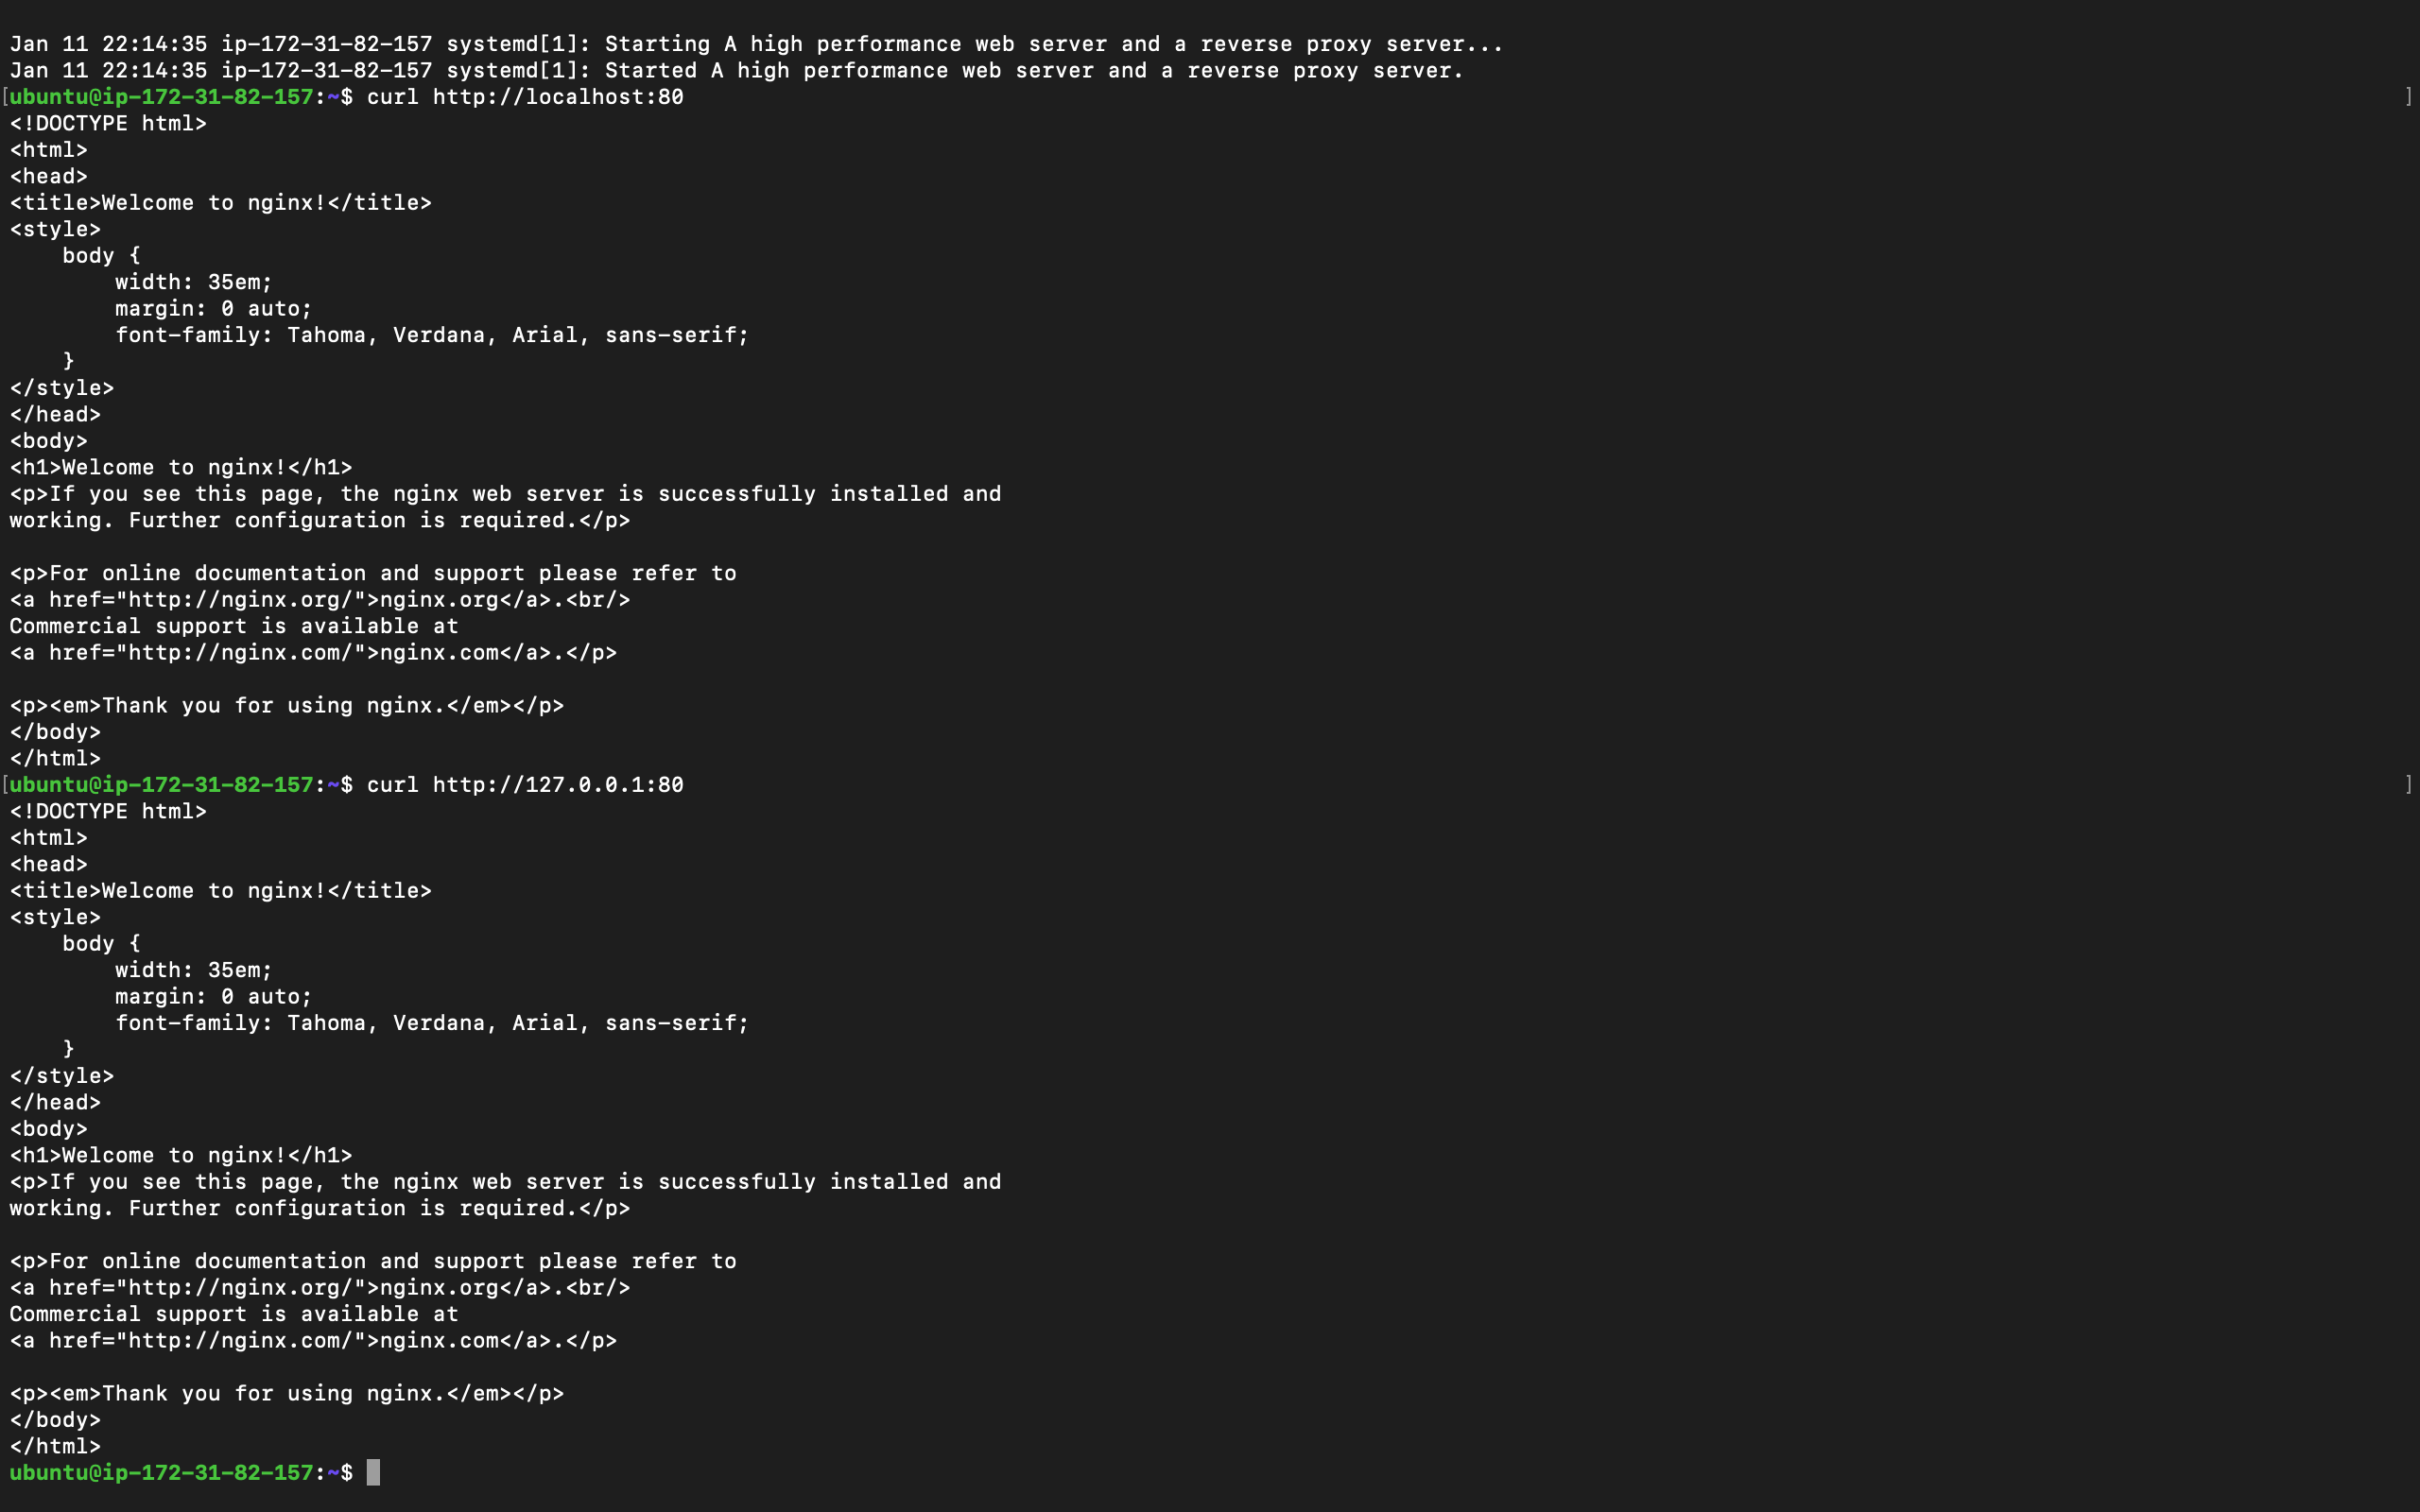 Jan 11 22:14:35 ip-172-31-82-157 systemd[1]: Starting A high performance web server and a reverse proxy server...
Jan 11 22:14:35 ip-172-31-82-157 systemd[1]: Started A high performance web server and a reverse proxy server.
[ubuntu@ip-172-31-82-157:~$ curl http://localhost:80 ]
<!DOCTYPE html>
<html>
<head>
<title>Welcome to nginx!</title>
<style>
    body {
        width: 35em;
        margin: 0 auto;
        font-family: Tahoma, Verdana, Arial, sans-serif;
    }
</style>
</head>
<body>
<h1>Welcome to nginx!</h1>
<p>If you see this page, the nginx web server is successfully installed and
working. Further configuration is required.</p>

<p>For online documentation and support please refer to
<a href="http://nginx.org/">nginx.org</a>.<br/>
Commercial support is available at
<a href="http://nginx.com/">nginx.com</a>.</p>

<p><em>Thank you for using nginx.</em></p>
</body>
</html>
[ubuntu@ip-172-31-82-157:~$ curl http://127.0.0.1:80 ]
<!DOCTYPE html>
<html>
<head>
<title>Welcome to nginx!</title>
<style>
    body {
        width: 35em;
        margin: 0 auto;
        font-family: Tahoma, Verdana, Arial, sans-serif;
    }
</style>
</head>
<body>
<h1>Welcome to nginx!</h1>
<p>If you see this page, the nginx web server is successfully installed and
working. Further configuration is required.</p>

<p>For online documentation and support please refer to
<a href="http://nginx.org/">nginx.org</a>.<br/>
Commercial support is available at
<a href="http://nginx.com/">nginx.com</a>.</p>

<p><em>Thank you for using nginx.</em></p>
</body>
</html>
ubuntu@ip-172-31-82-157:~$